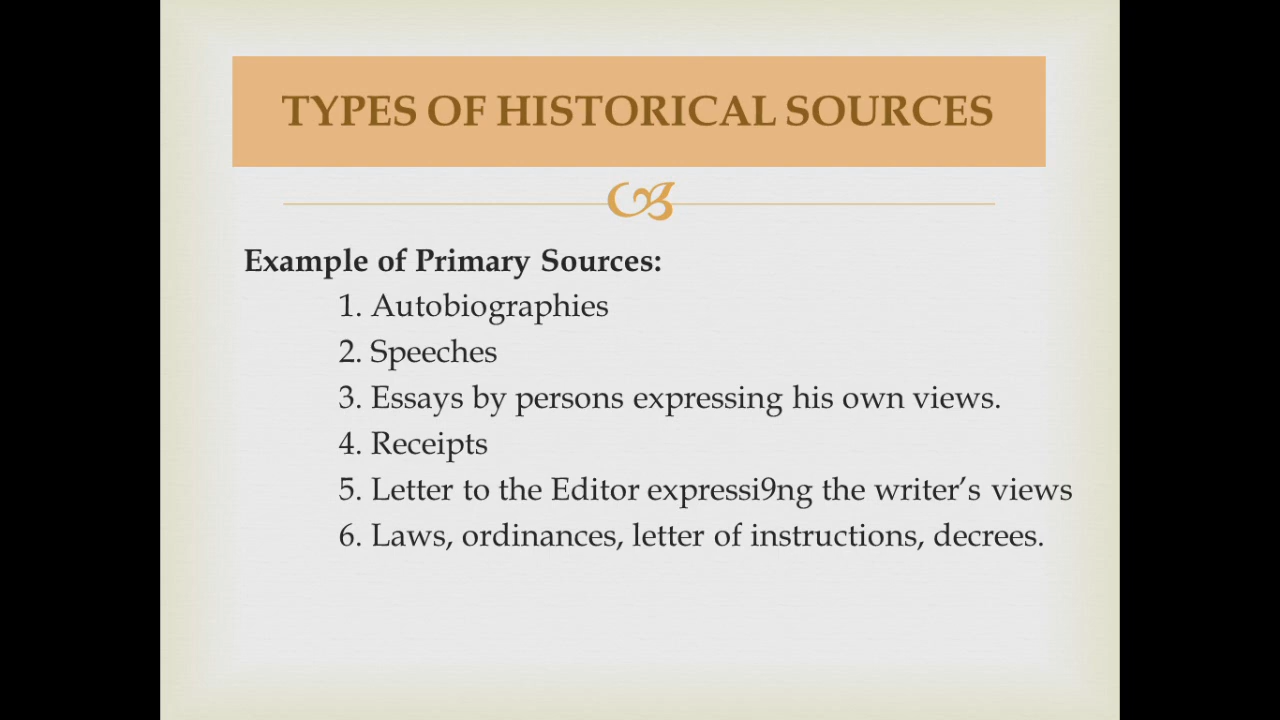 TYPES OF HISTORICAL SOURCES
Example of Primary Sources:
1. Autobiographies
2. Speeches
3. Essays by persons expressing his own views.
4. Receipts
5. Letter to the Editor expressi9ng the writer’s views
6. Laws, ordinances, letter of instructions, decrees.